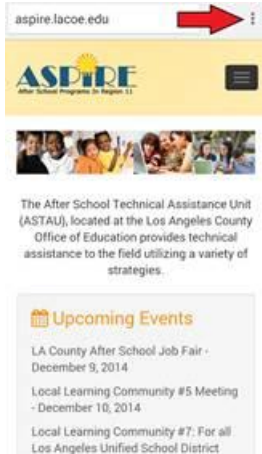 aspire.lacoe.edu
ASPIRE
After School Programs In Region 11
The After School Technical Assistance Unit
(ASTAU), located at the Los Angeles County
Office of Education provides technical
assistance to the field utilizing a variety of
strategies.
Upcoming Events
LA County After School Job Fair -
December 9, 2014
Local Learning Community #5 Meeting
- December 10, 2014
Local Learning Community #7: For all
Los Angeles Unified School District